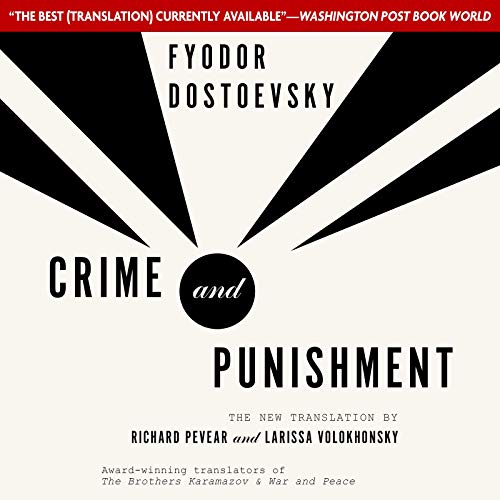 “THE BEST (TRANSLATION) CURRENTLY AVAILABLE”—WASHINGTON POST BOOK WORLD
FYODOR
DOSTOEVSKY
CRIME and
PUNISHMENT
THE NEW TRANSLATION BY
RICHARD PEVEAR and LARISSA VOLOKHONSKY
Award-winning translators of
The Brothers Karamazov & War and Peace